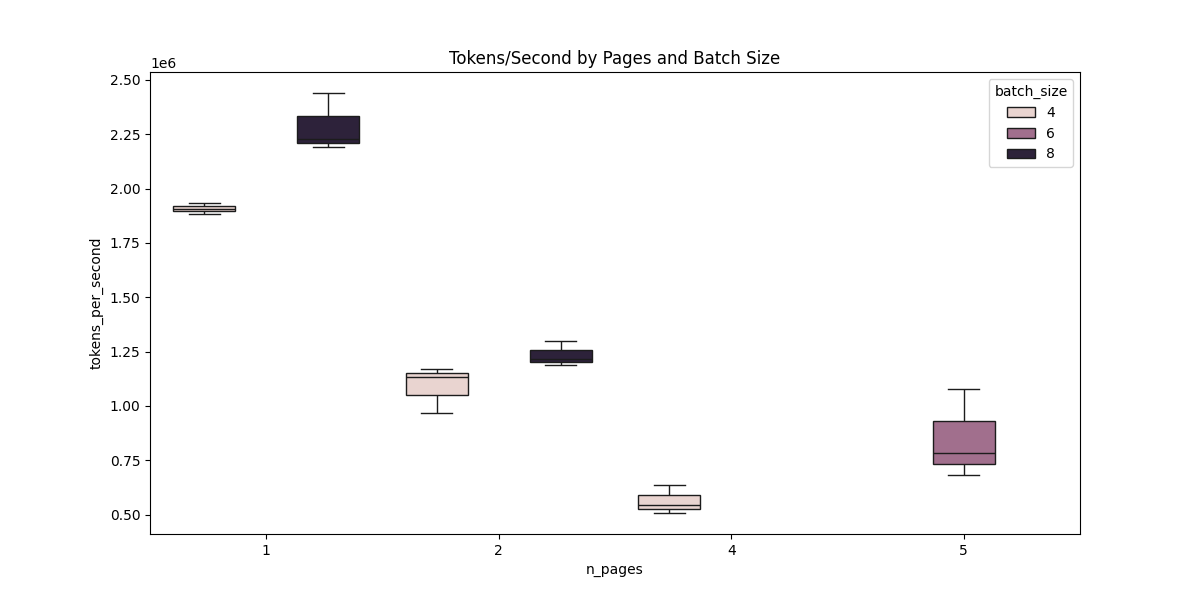 Tokens/Second by Pages and Batch Size
1e6
2.50
2.25
2.00
1.75
1.50
1.25
1.00
0.75
0.50
tokens_per_second
batch_size
4
6
8
1 2 4 5
n_pages